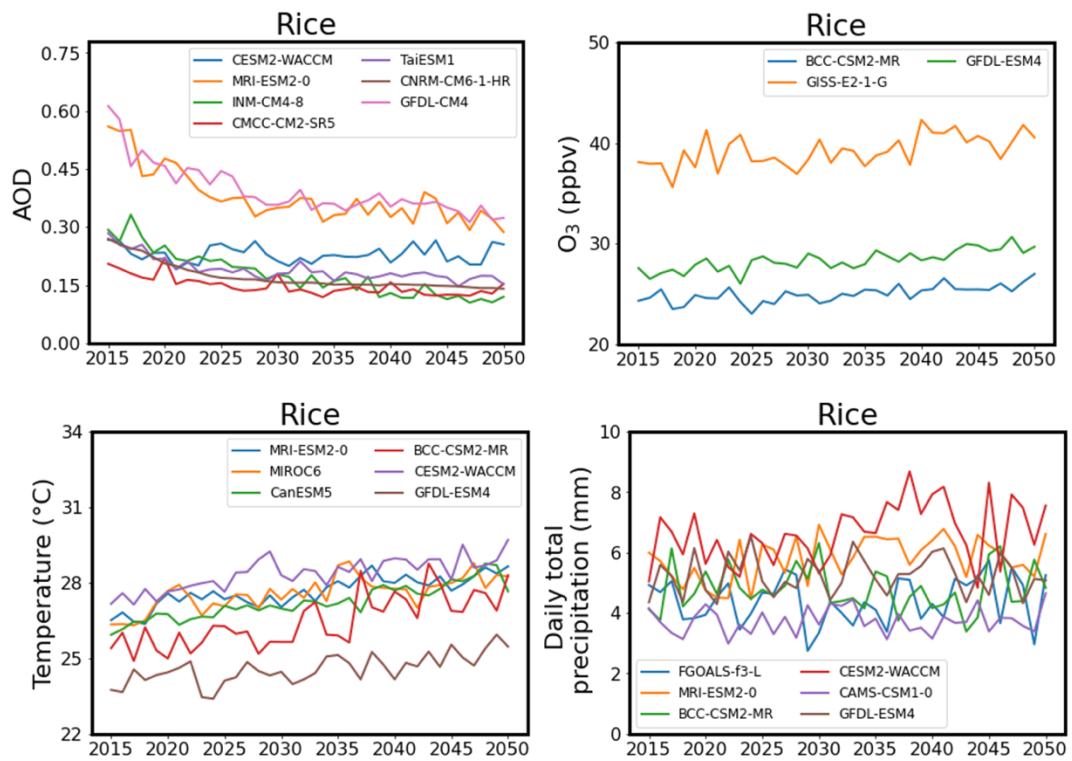 Rice
AOD
0.75
0.60
0.45
0.30
0.15
0.00
CESM2-WACCM
MRI-ESM2-0
INM-CM4-8
CMCC-CM2-SR5
TaiESM1
CNRM-CM6-1-HR
GFDL-CM4
2015 2020 2025 2030 2035 2040 2045 2050
Rice
O3 (ppbv)
50
40
30
20
BCC-CSM2-MR
GISS-E2-1-G
GFDL-ESM4
2015 2020 2025 2030 2035 2040 2045 2050
Rice
Temperature (°C)
34
31
28
25
22
MRI-ESM2-0
MIROC6
CanESM5
BCC-CSM2-MR
CESM2-WACCM
GFDL-ESM4
2015 2020 2025 2030 2035 2040 2045 2050
Rice
Daily total
precipitation (mm)
10
8
6
4
2
0
FGOALS-f3-L
MRI-ESM2-0
BCC-CSM2-MR
CESM2-WACCM
CAMS-CSM1-0
GFDL-ESM4
2015 2020 2025 2030 2035 2040 2045 2050